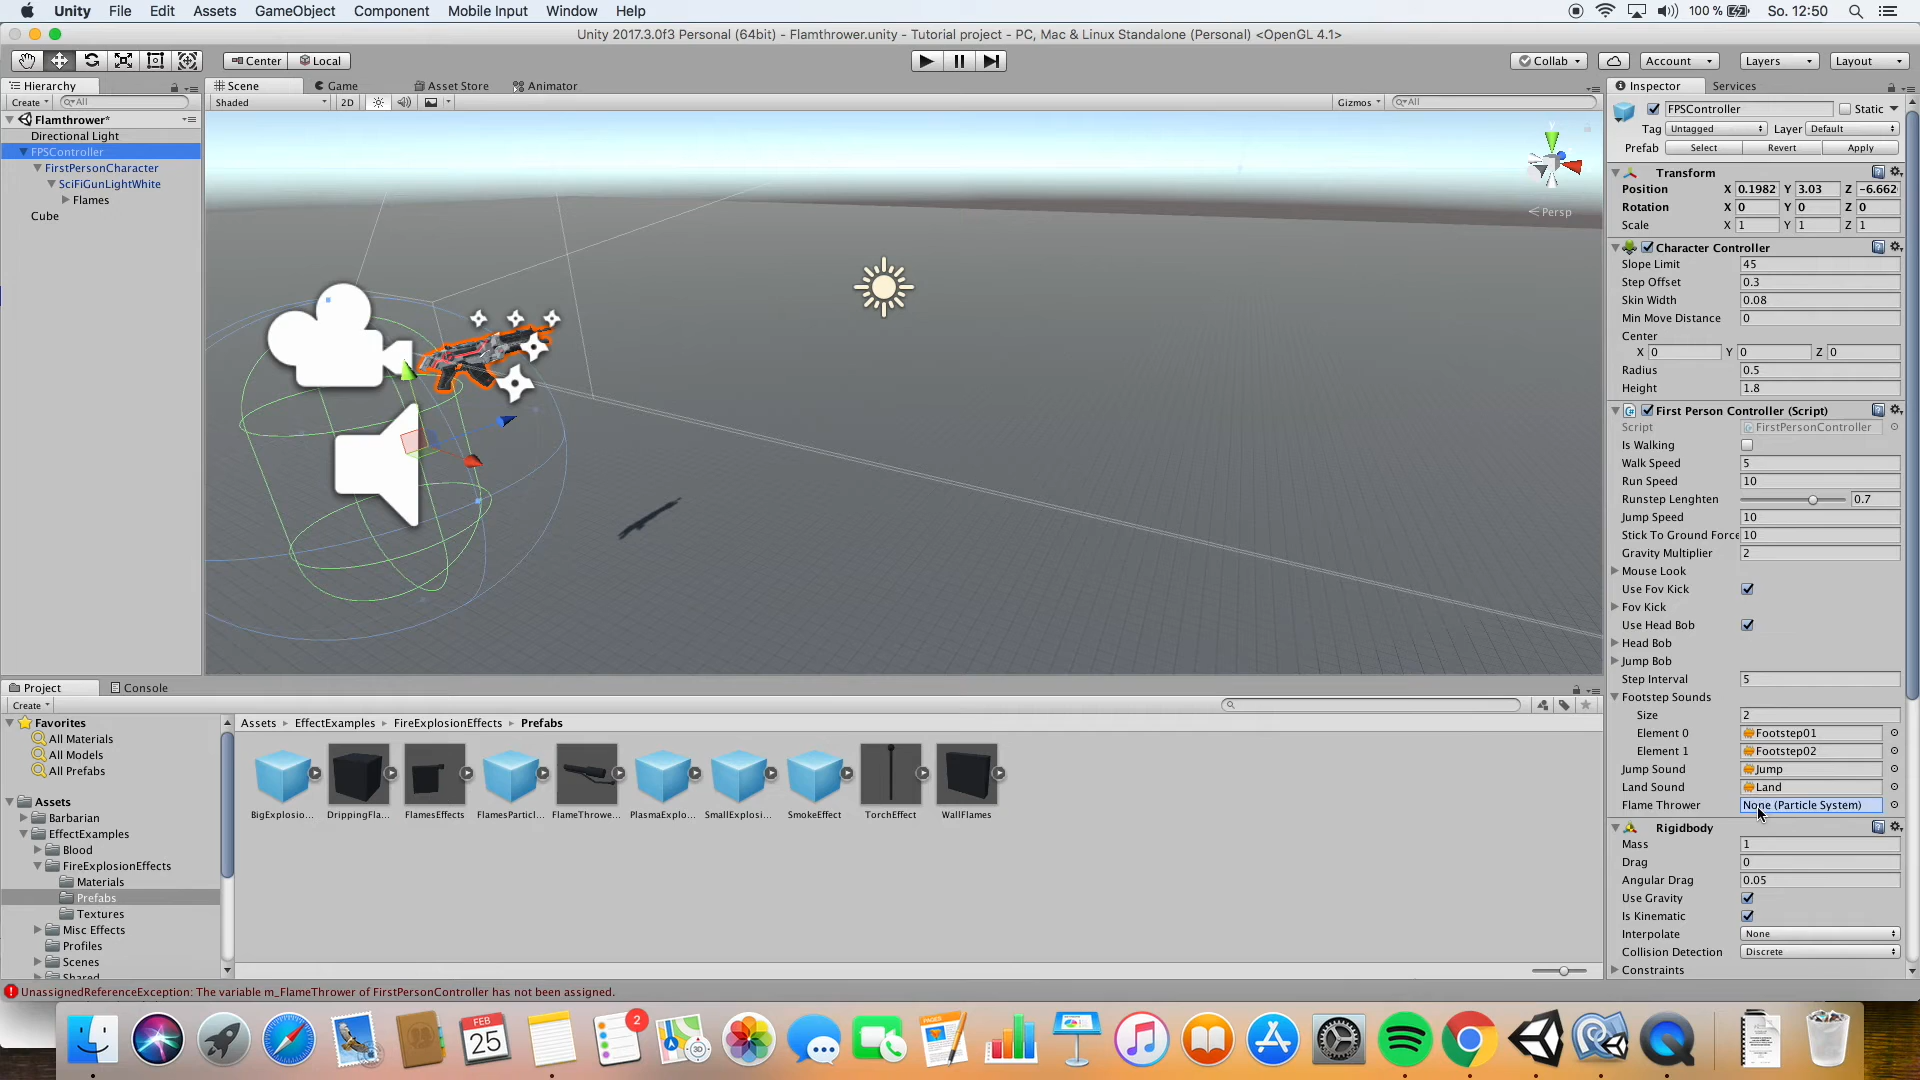 Unity File Edit Assets GameObject Component Mobile Input Window Help 100 % So. 12:50
Unity 2017.3.0f3 Personal (64bit) - Flamthrower.unity - Tutorial project - PC, Mac & Linux Standalone (Personal) <OpenGL 4.1>
Center Local Collab Account Layers Layout
Hierarchy Scene Game Asset Store Animator Inspector Services
Create All Shaded 2D Gizmos All
Flamthrower*
Directional Light
FPSController
FirstPersonCharacter
SciFiGunLightWhite
Flames
Cube
y
Persp
FPSController Static
Tag Untagged Layer Default
Prefab Select Revert Apply
Transform
Position X 0.1982 Y 3.03 Z -6.662
Rotation X 0 Y 0 Z 0
Scale X 1 Y 1 Z 1
Character Controller
Slope Limit 45
Step Offset 0.3
Skin Width 0.08
Min Move Distance 0
Center
X 0 Y 0 Z 0
Radius 0.5
Height 1.8
First Person Controller (Script)
Script FirstPersonController
Is Walking
Walk Speed 5
Run Speed 10
Runstep Lenghten 0.7
Jump Speed 10
Stick To Ground Force 10
Gravity Multiplier 2
Mouse Look
Use Fov Kick
Fov Kick
Use Head Bob
Head Bob
Jump Bob
Step Interval 5
Footstep Sounds
Size 2
Element 0 Footstep01
Element 1 Footstep02
Jump Sound Jump
Land Sound Land
Flame Thrower None (Particle System)
Rigidbody
Mass 1
Drag 0
Angular Drag 0.05
Use Gravity
Is Kinematic
Interpolate None
Collision Detection Discrete
Constraints
Project Console
Create
Favorites
All Materials
All Models
All Prefabs
Assets
Barbarian
EffectExamples
Blood
FireExplosionEffects
Materials
Prefabs
Textures
Misc Effects
Profiles
Scenes
Shared
Assets EffectExamples FireExplosionEffects Prefabs
BigExplosio... DrippingFla... FlamesEffects FlamesParticl... FlameThrowe... PlasmaExplo... SmallExplosi... SmokeEffect TorchEffect WallFlames
UnassignedReferenceException: The variable m_FlameThrower of FirstPersonController has not been assigned.
FEB
25
2
3D